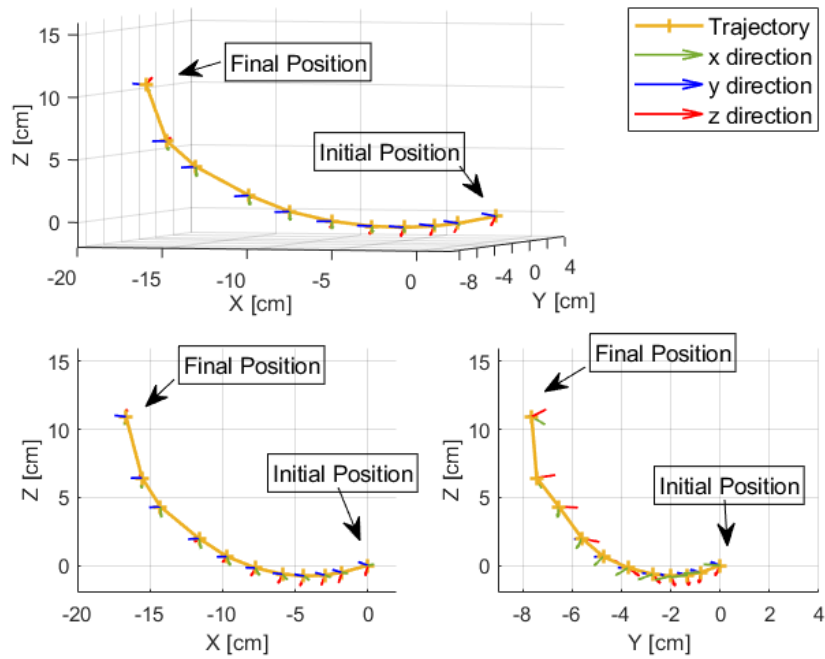 15
10
5
0
Z [cm]
Final Position
Initial Position
-20
-15
-10
-5
0
X [cm]
-8
-4
0
4
Y [cm]
Trajectory
x direction
y direction
z direction
15
10
5
0
Z [cm]
Final Position
Initial Position
-20
-15
-10
-5
0
X [cm]
15
10
5
0
Z [cm]
Final Position
Initial Position
-8
-6
-4
-2
0
2
4
Y [cm]